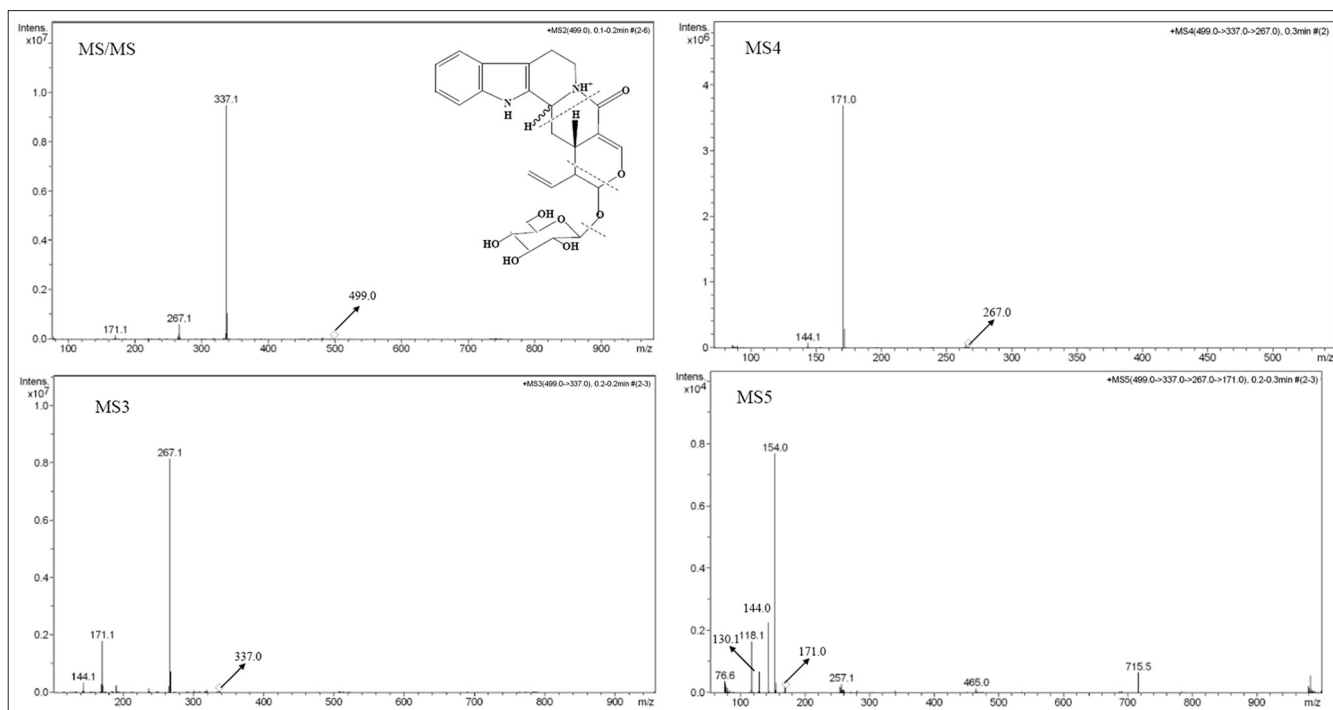 Intens.
x10⁷
+MS2(499.0), 0.1-0.2min #(2-6)
MS/MS
1.0
0.8
0.6
0.4
0.2
0.0
337.1
267.1
171.1
499.0
100 200 300 400 500 600 700 800 900 m/z
N
H
NH⁺
O
H
H
O
O
OH
O
HO
HO
OH
Intens.
x10⁶
+MS4(499.0->337.0->267.0), 0.3min #(2)
MS4
4
3
2
1
0
171.0
144.1
267.0
100 150 200 250 300 350 400 450 500 m/z
Intens.
x10⁷
+MS3(499.0->337.0), 0.2-0.2min #(2-3)
MS3
1.0
0.8
0.6
0.4
0.2
0.0
267.1
171.1
144.1
337.0
200 300 400 500 600 700 800 900 m/z
Intens.
x10⁴
+MS5(499.0->337.0->267.0->171.0), 0.2-0.3min #(2-3)
MS5
0.8
0.6
0.4
0.2
0.0
154.0
144.0
130.1
118.1
171.0
76.6
257.1
465.0
715.5
100 200 300 400 500 600 700 800 900 m/z